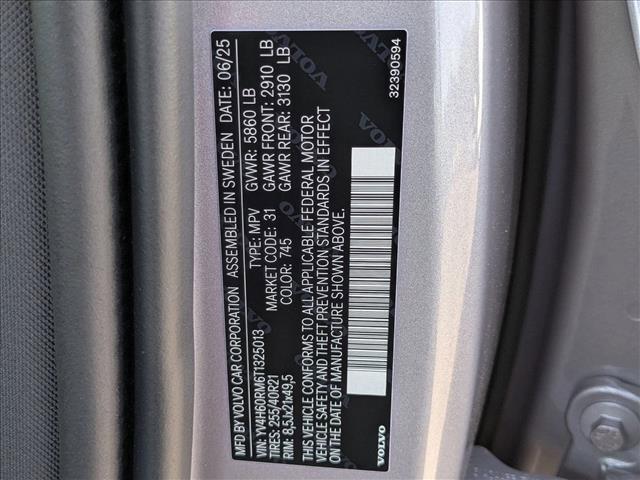 MFD BY VOLVO CAR CORPORATION ASSEMBLED IN SWEDEN DATE: 06/25
VIN: YV4H60RM6T1325013 TYPE: MPV GVWR: 5860 LB
TIRES: 255/40R21 MARKET CODE: 31 GAWR FRONT: 2910 LB
RIM: 8,5Jx21x49,5 COLOR: 745 GAWR REAR: 3130 LB
THIS VEHICLE CONFORMS TO ALL APPLICABLE FEDERAL MOTOR
VEHICLE SAFETY AND THEFT PREVENTION STANDARDS IN EFFECT
ON DATE OF MANUFACTURE SHOWN ABOVE.
VOLVO
32390594